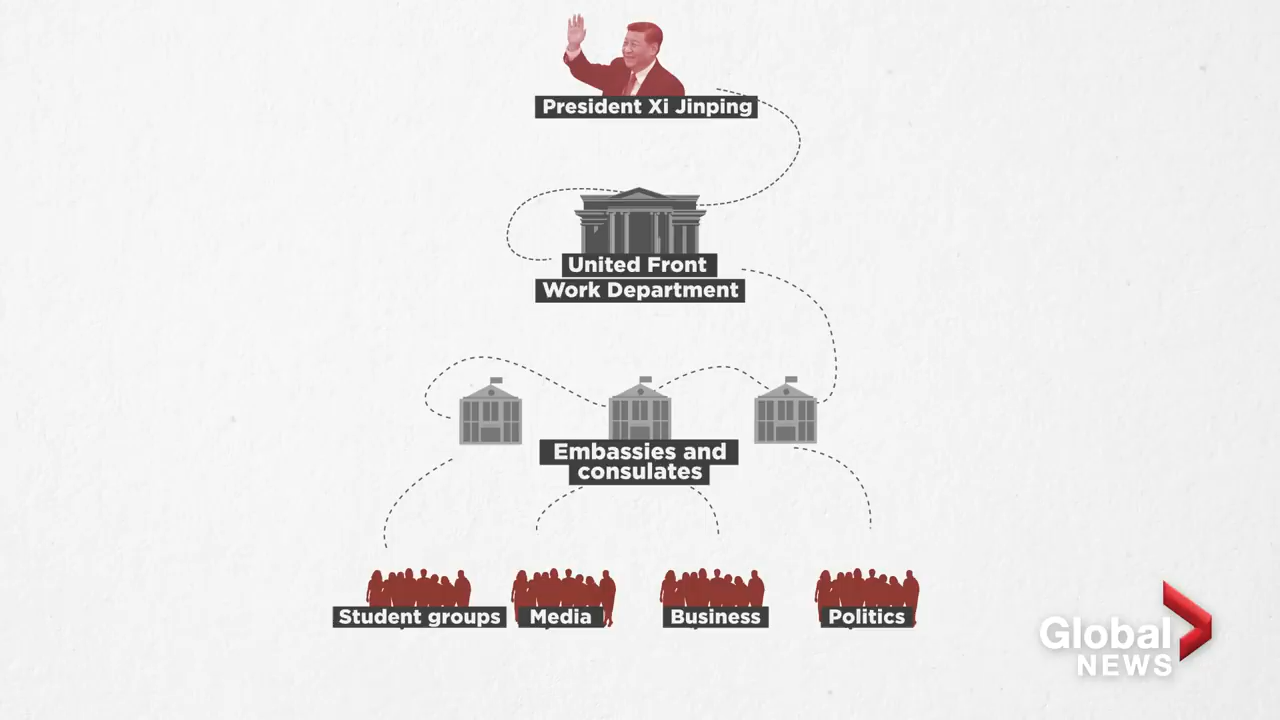 President Xi Jinping
United Front
Work Department
Embassies and
consulates
Student groups
Media
Business
Politics
Global
NEWS